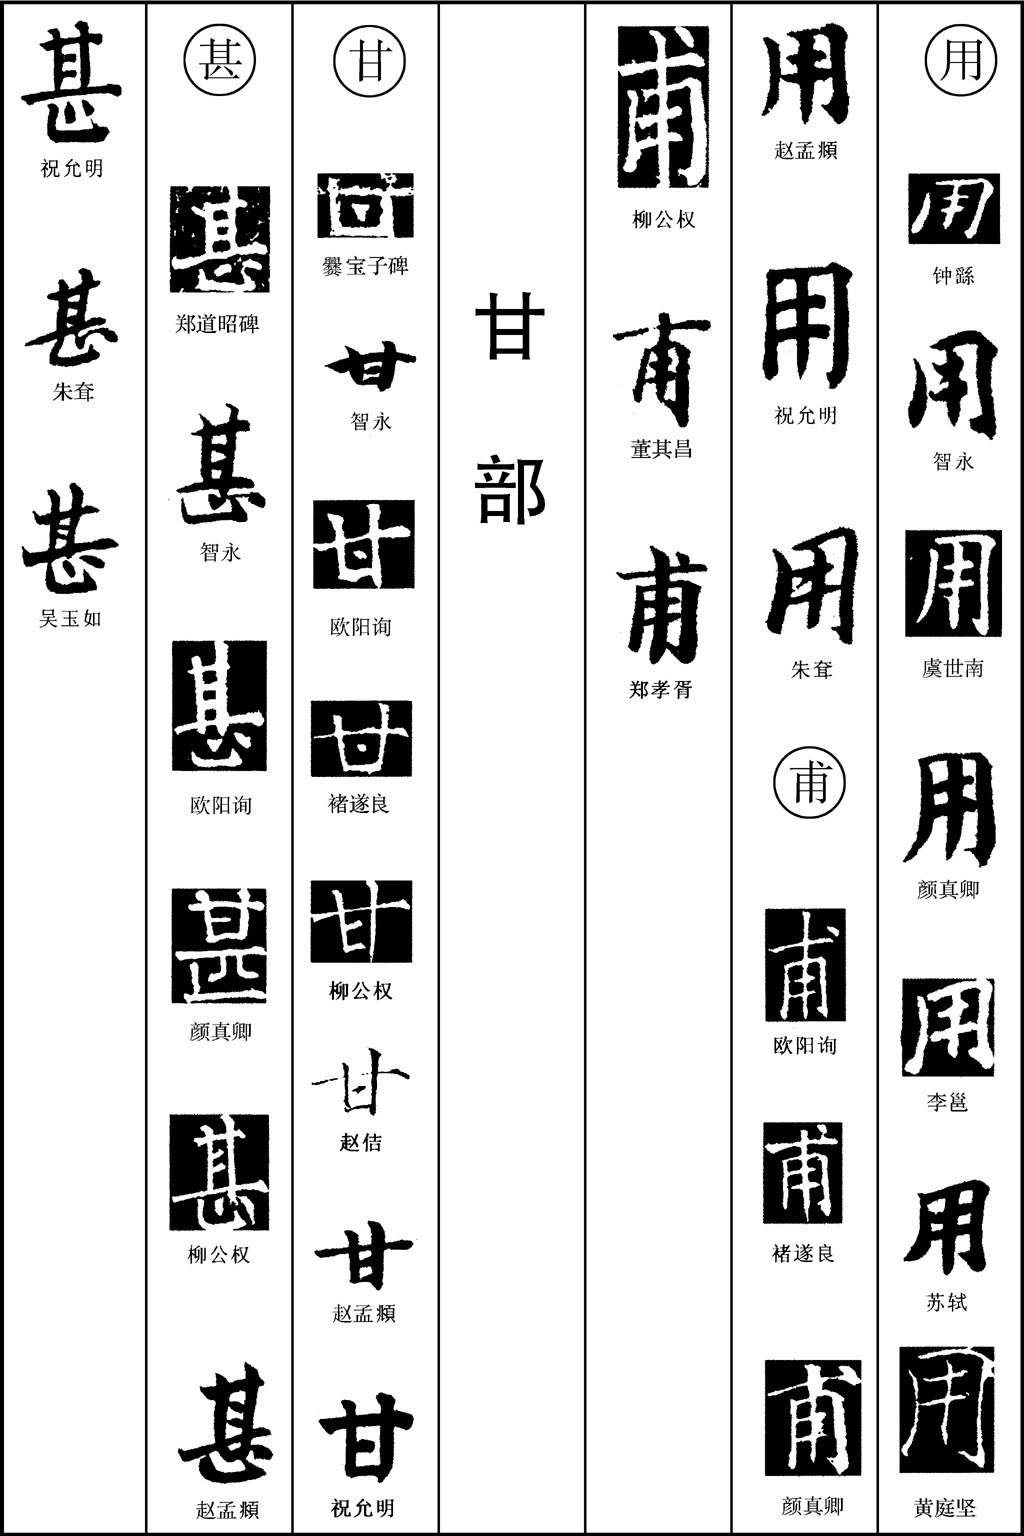 用
用
钟繇
用
智永
用
虞世南
用
颜真卿
用
李邕
用
苏轼
用
黄庭坚
用
赵孟頫
用
祝允明
用
朱耷
甫
甫
欧阳询
甫
褚遂良
甫
颜真卿
甫
柳公权
甫
董其昌
甫
郑孝胥
甘部
甘
甘
爨宝子碑
甘
智永
甘
欧阳询
甘
褚遂良
甘
柳公权
甘
赵佶
甘
赵孟頫
甘
祝允明
甚
甚
郑道昭碑
甚
智永
甚
欧阳询
甚
颜真卿
甚
柳公权
甚
赵孟頫
甚
祝允明
甚
朱耷
甚
吴玉如